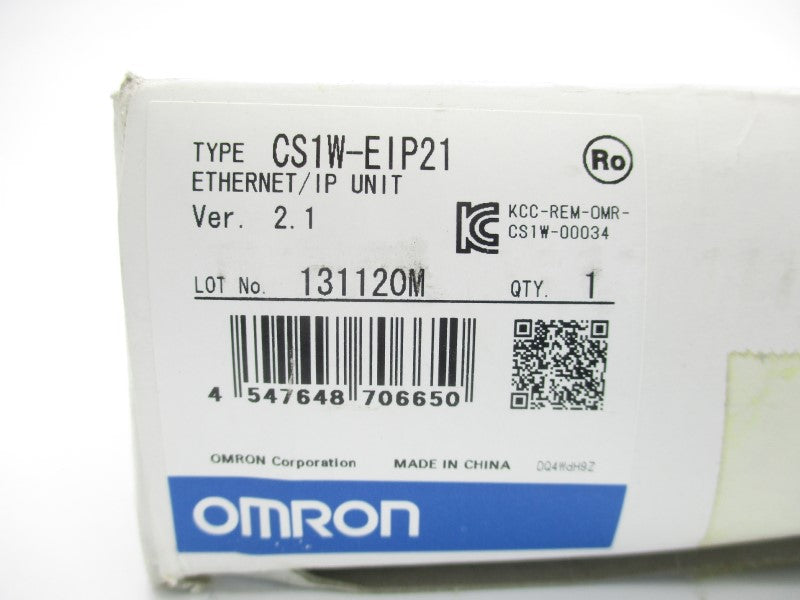 TYPE CS1W-EIP21 Ro
ETHERNET/IP UNIT
Ver. 2.1
KCC-REM-OMR-
CS1W-00034
LOT No. 131120M QTY. 1
4 547648 706650
OMRON Corporation MADE IN CHINA DQ4WdH9Z
OMRON